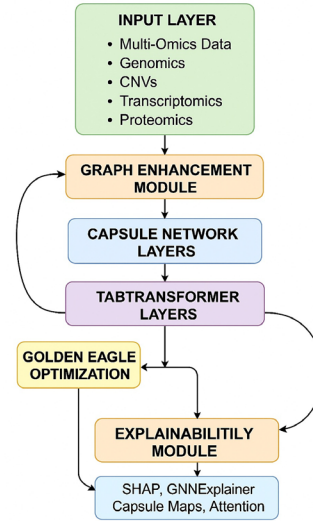 INPUT LAYER
• Multi-Omics Data
• Genomics
• CNVs
• Transcriptomics
• Proteomics
GRAPH ENHANCEMENT
MODULE
CAPSULE NETWORK
LAYERS
TABTRANSFORMER
LAYERS
GOLDEN EAGLE
OPTIMIZATION
EXPLAINABILITILY
MODULE
SHAP, GNNExplainer
Capsule Maps, Attention